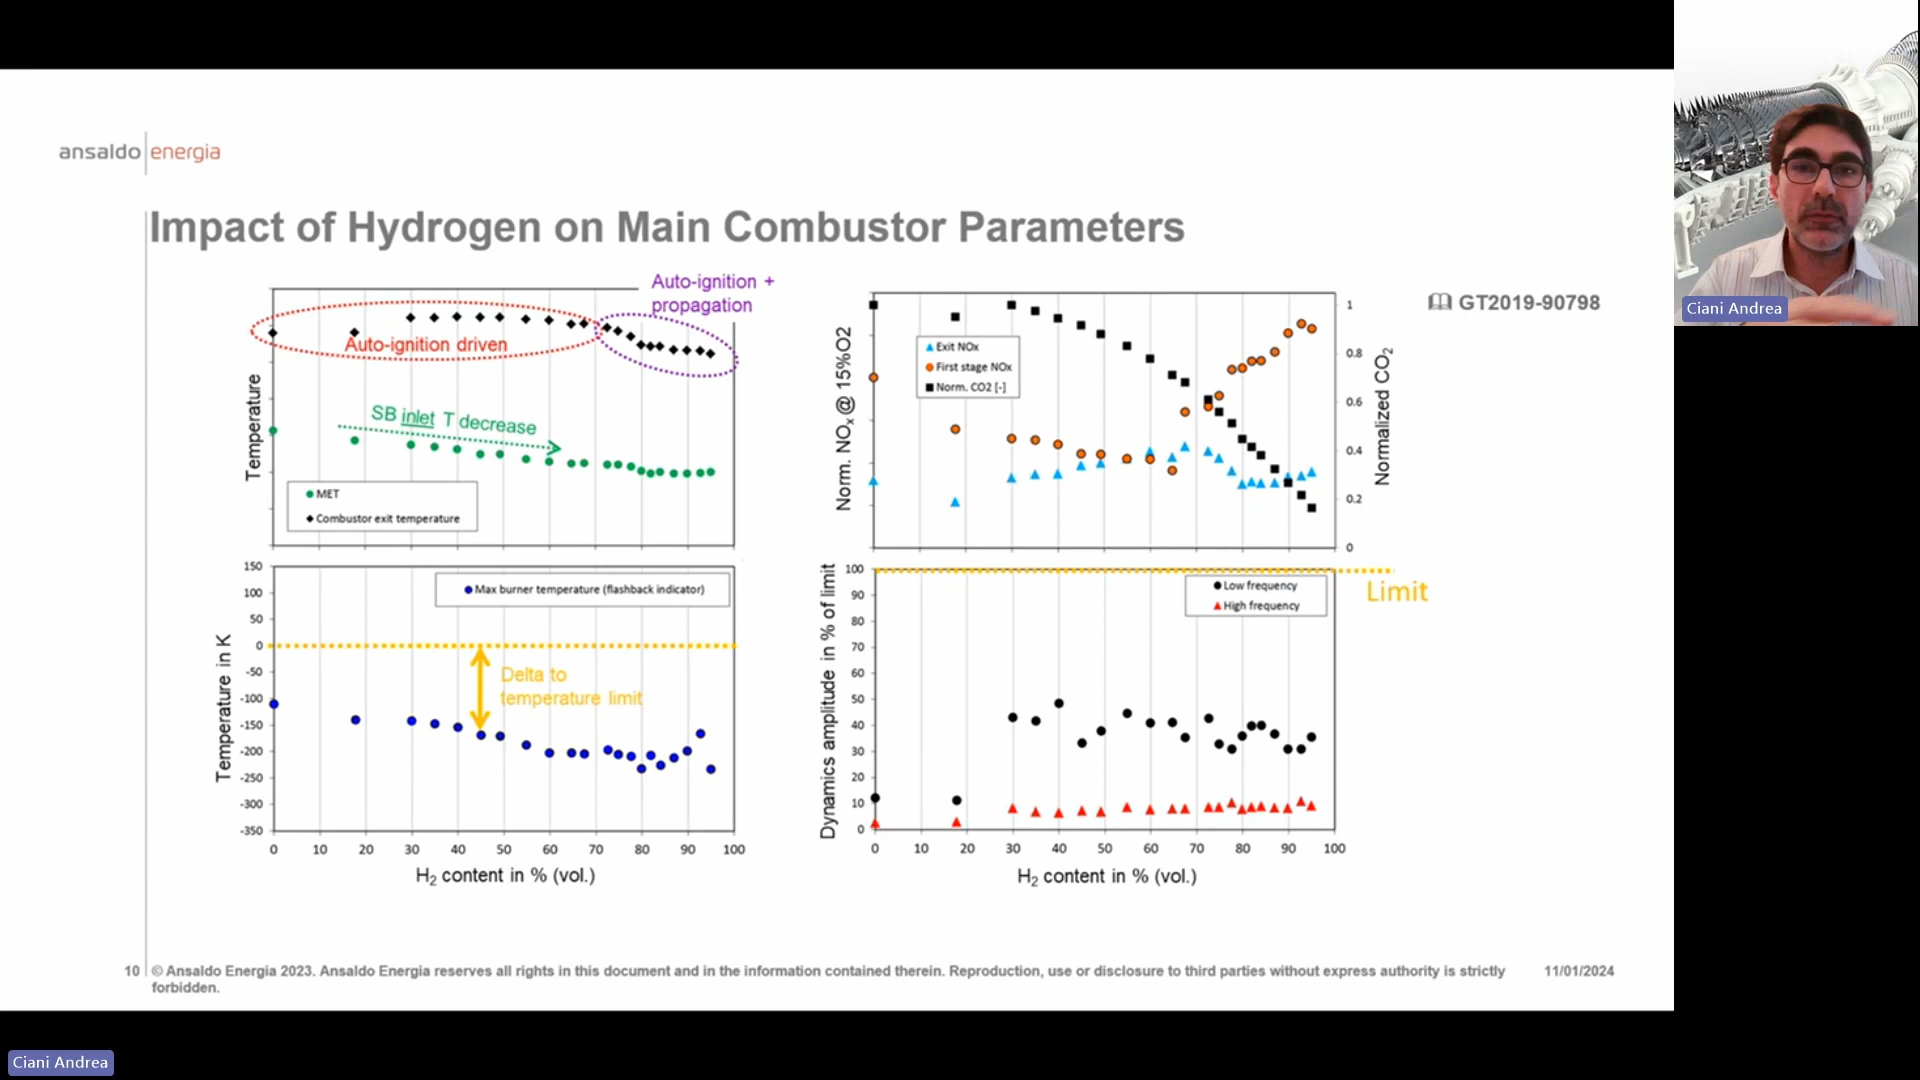 ansaldo energia
Impact of Hydrogen on Main Combustor Parameters
Ciani Andrea
GT2019-90798
Auto-ignition +
propagation
Auto-ignition driven
SB inlet T decrease
Temperature
MET
Combustor exit temperature
Norm. NOx @ 15%O2
Exit NOx
First stage NOx
Norm. CO2 [-]
1
0.8
0.6
0.4
0.2
0
Normalized CO2
Temperature in K
150
100
50
0
-50
-100
-150
-200
-250
-300
-350
Max burner temperature (flashback indicator)
Delta to
temperature limit
0 10 20 30 40 50 60 70 80 90 100
H2 content in % (vol.)
Dynamics amplitude in % of limit
100
90
80
70
60
50
40
30
20
10
0
Low frequency
High frequency
Limit
0 10 20 30 40 50 60 70 80 90 100
H2 content in % (vol.)
10 © Ansaldo Energia 2023. Ansaldo Energia reserves all rights in this document and in the information contained therein. Reproduction, use or disclosure to third parties without express authority is strictly
forbidden.
11/01/2024
Ciani Andrea